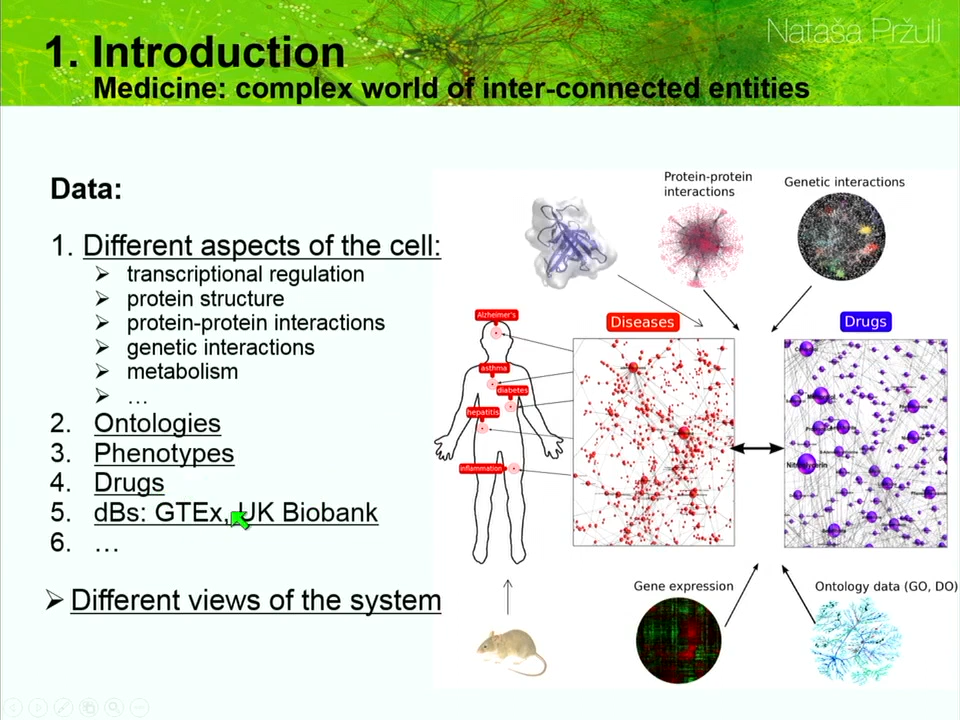 Nataša Pržulj
1. Introduction
Medicine: complex world of inter-connected entities
Data:
1. Different aspects of the cell:
➢ transcriptional regulation
➢ protein structure
➢ protein-protein interactions
➢ genetic interactions
➢ metabolism
➢ …
2. Ontologies
3. Phenotypes
4. Drugs
5. dBs: GTEx, UK Biobank
6. …
➢ Different views of the system
Protein-protein
interactions
Genetic interactions
Alzheimer's
asthma
diabetes
hepatitis
inflammation
Diseases
Drugs
Gene expression
Ontology data (GO, DO)